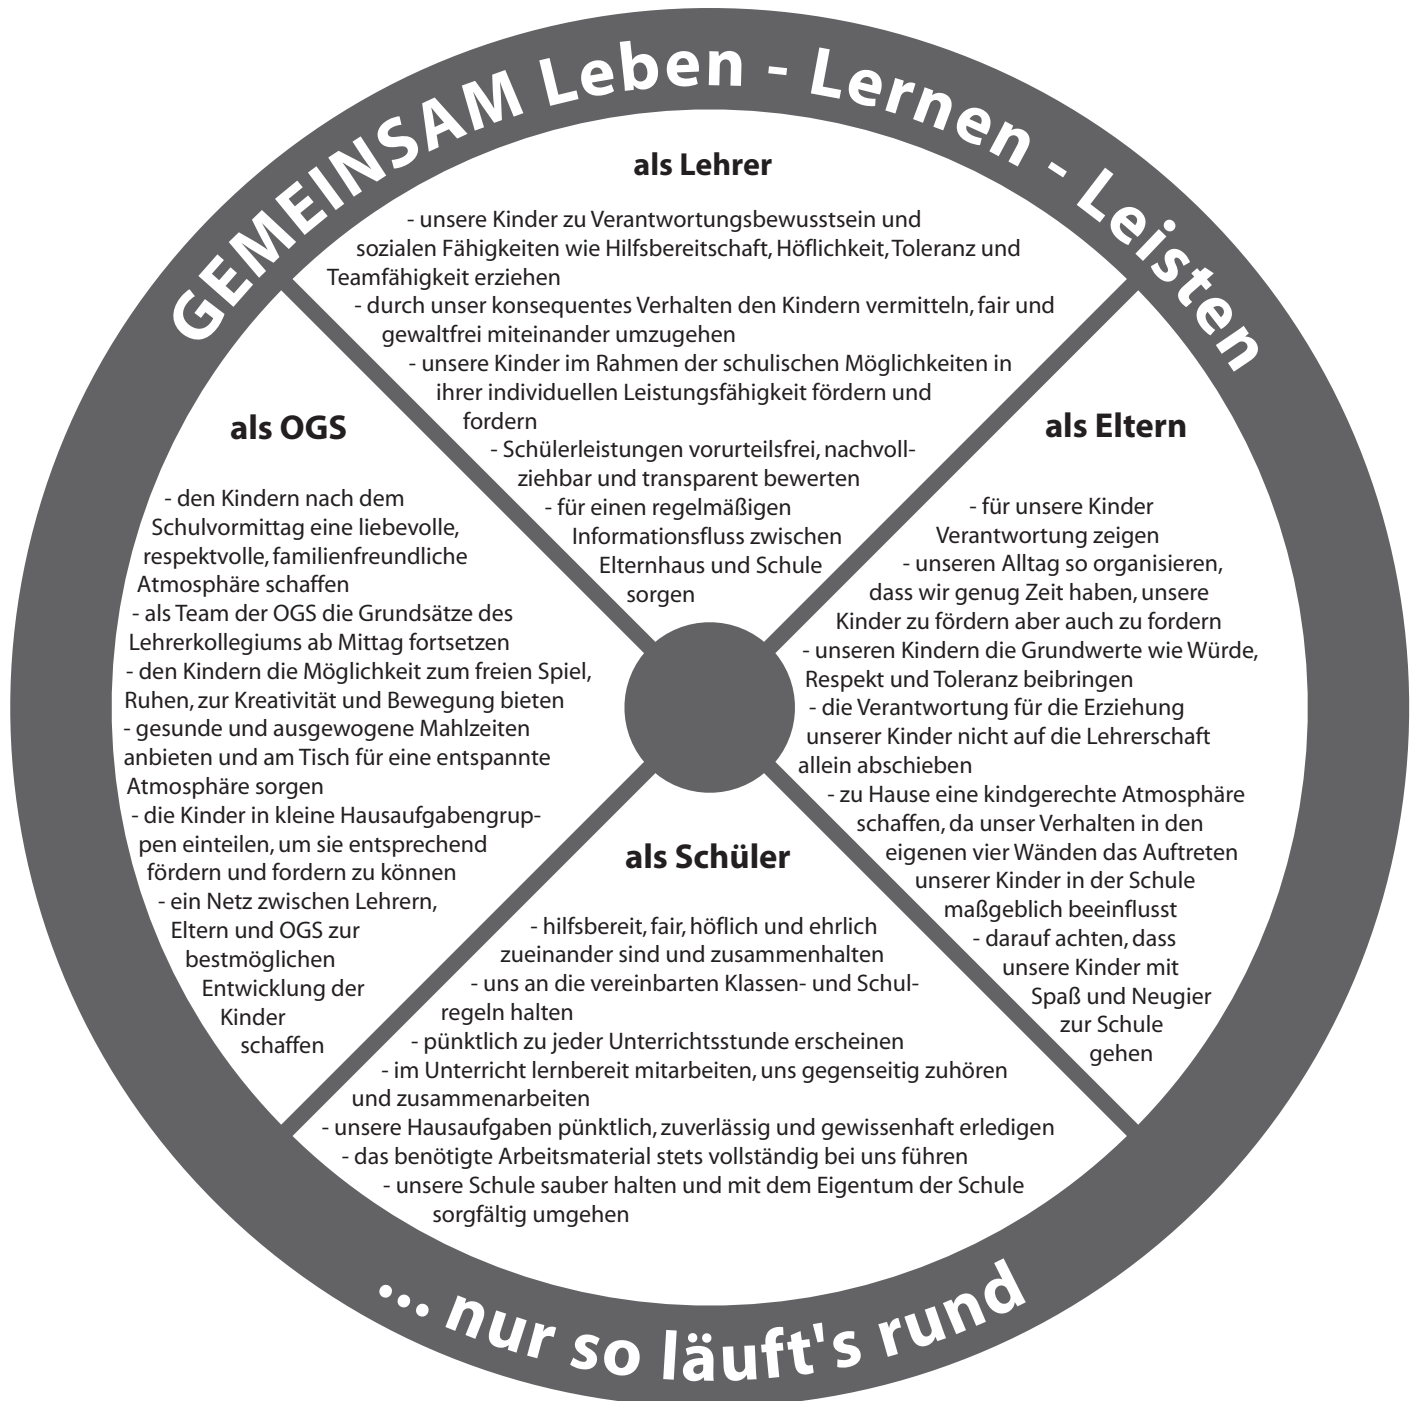 GEMEINSAM Leben - Lernen - Leisten
als Lehrer
- unsere Kinder zu Verantwortungsbewusstsein und
sozialen Fähigkeiten wie Hilfsbereitschaft, Höflichkeit, Toleranz und
Teamfähigkeit erziehen
- durch unser konsequentes Verhalten den Kindern vermitteln, fair und
gewaltfrei miteinander umzugehen
- unsere Kinder im Rahmen der schulischen Möglichkeiten in
ihrer individuellen Leistungsfähigkeit fördern und
fordern
- Schülerleistungen vorurteilsfrei, nachvoll-
ziehbar und transparent bewerten
- für einen regelmäßigen
Informationsfluss zwischen
Elternhaus und Schule
sorgen
als OGS
- den Kindern nach dem
Schulvormittag eine liebevolle,
respektvolle, familienfreundliche
Atmosphäre schaffen
- als Team der OGS die Grundsätze des
Lehrerkollegiums ab Mittag fortsetzen
- den Kindern die Möglichkeit zum freien Spiel,
Ruhen, zur Kreativität und Bewegung bieten
- gesunde und ausgewogene Mahlzeiten
anbieten und am Tisch für eine entspannte
Atmosphäre sorgen
- die Kinder in kleine Hausaufgabengrup-
pen einteilen, um sie entsprechend
fördern und fordern zu können
- ein Netz zwischen Lehrern,
Eltern und OGS zur
bestmöglichen
Entwicklung der
Kinder
schaffen
als Eltern
- für unsere Kinder
Verantwortung zeigen
- unseren Alltag so organisieren,
dass wir genug Zeit haben, unsere
Kinder zu fördern aber auch zu fordern
- unseren Kindern die Grundwerte wie Würde,
Respekt und Toleranz beibringen
- die Verantwortung für die Erziehung
unserer Kinder nicht auf die Lehrerschaft
allein abschieben
- zu Hause eine kindgerechte Atmosphäre
schaffen, da unser Verhalten in den
eigenen vier Wänden das Auftreten
unserer Kinder in der Schule
maßgeblich beeinflusst
- darauf achten, dass
unsere Kinder mit
Spaß und Neugier
zur Schule
gehen
als Schüler
- hilfsbereit, fair, höflich und ehrlich
zueinander sind und zusammenhalten
- uns an die vereinbarten Klassen- und Schul-
regeln halten
- pünktlich zu jeder Unterrichtsstunde erscheinen
- im Unterricht lernbereit mitarbeiten, uns gegenseitig zuhören
und zusammenarbeiten
- unsere Hausaufgaben pünktlich, zuverlässig und gewissenhaft erledigen
- das benötigte Arbeitsmaterial stets vollständig bei uns führen
- unsere Schule sauber halten und mit dem Eigentum der Schule
sorgfältig umgehen
... nur so läuft's rund